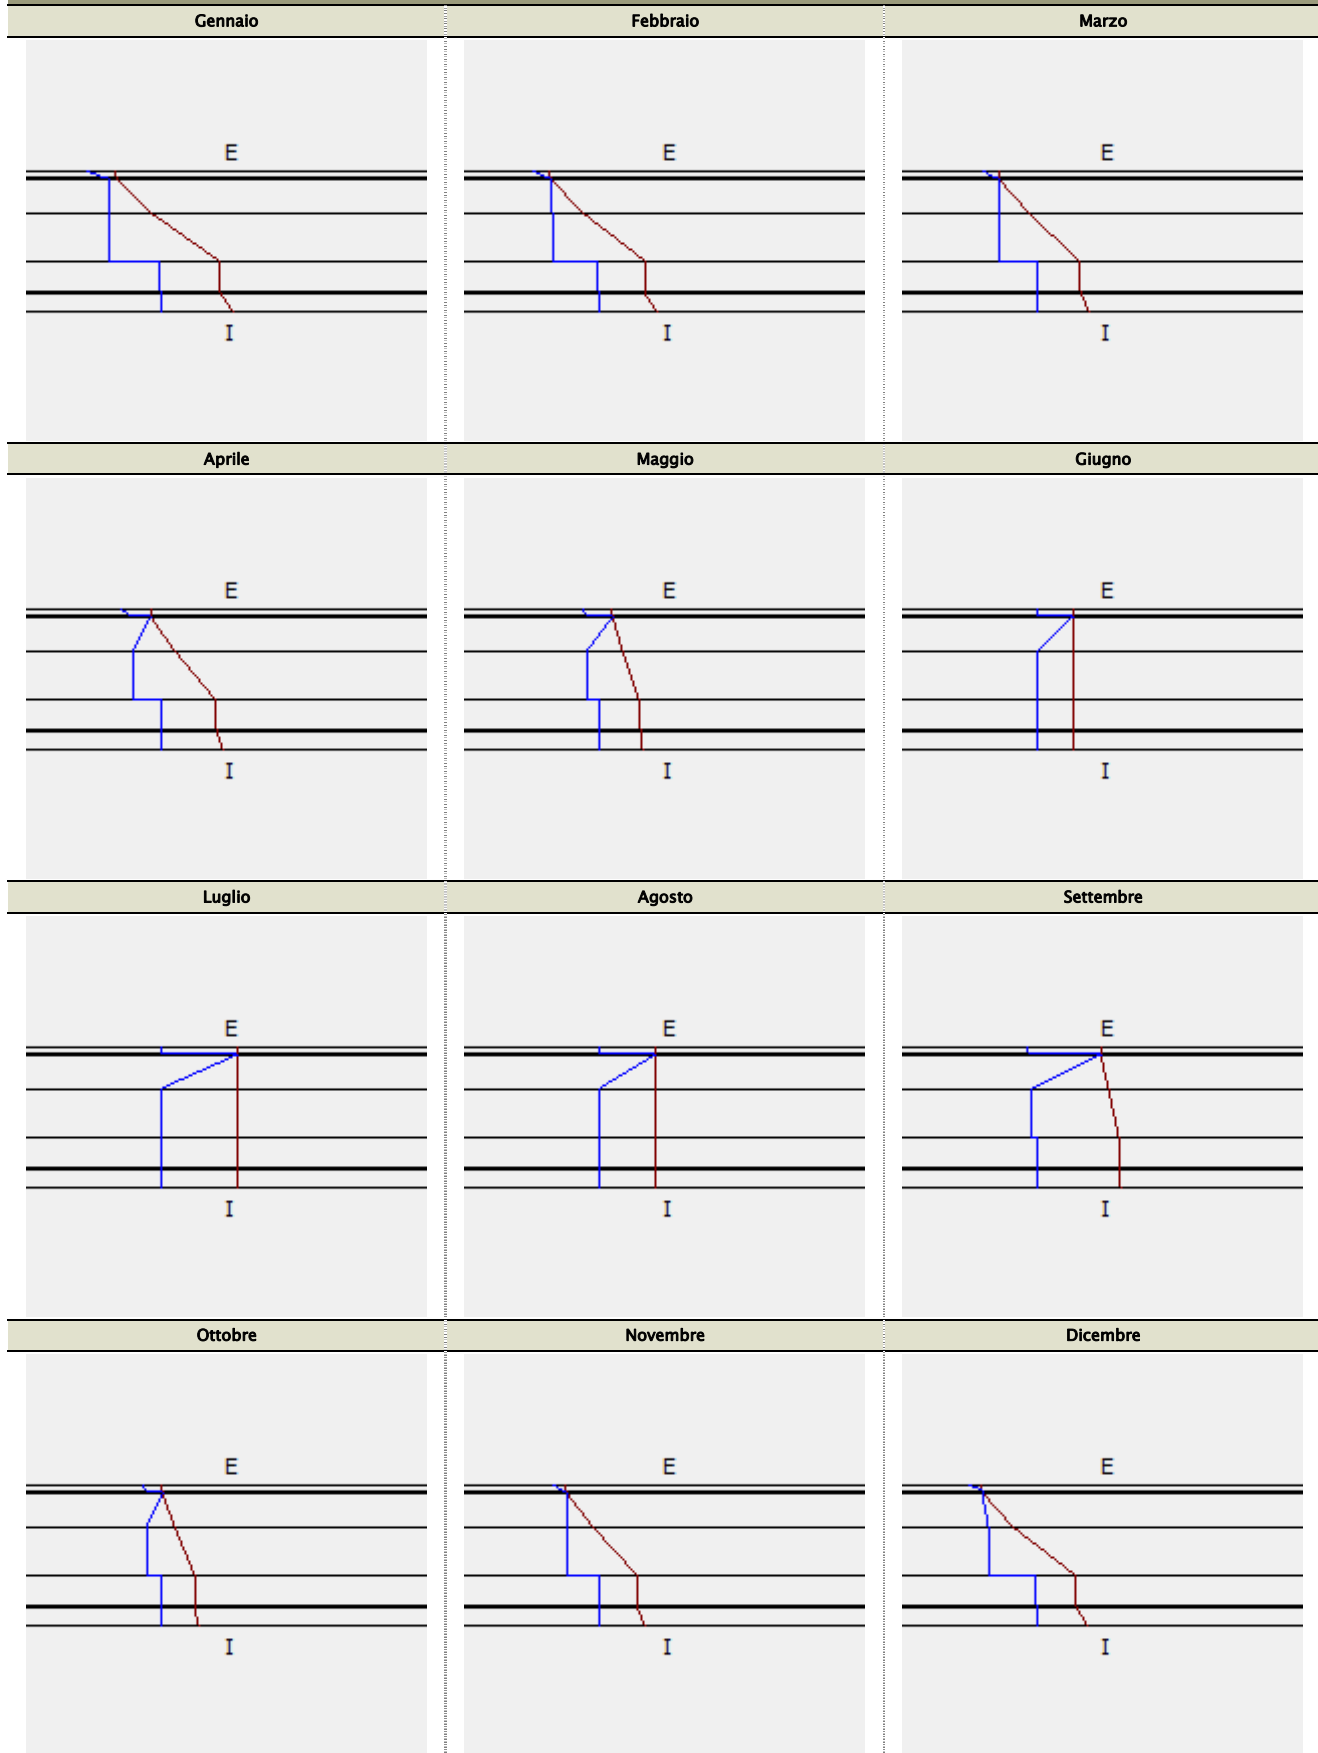 Gennaio Febbraio Marzo
E E E
I I I
Aprile Maggio Giugno
E E E
I I I
Luglio Agosto Settembre
E E E
I I I
Ottobre Novembre Dicembre
E E E
I I I